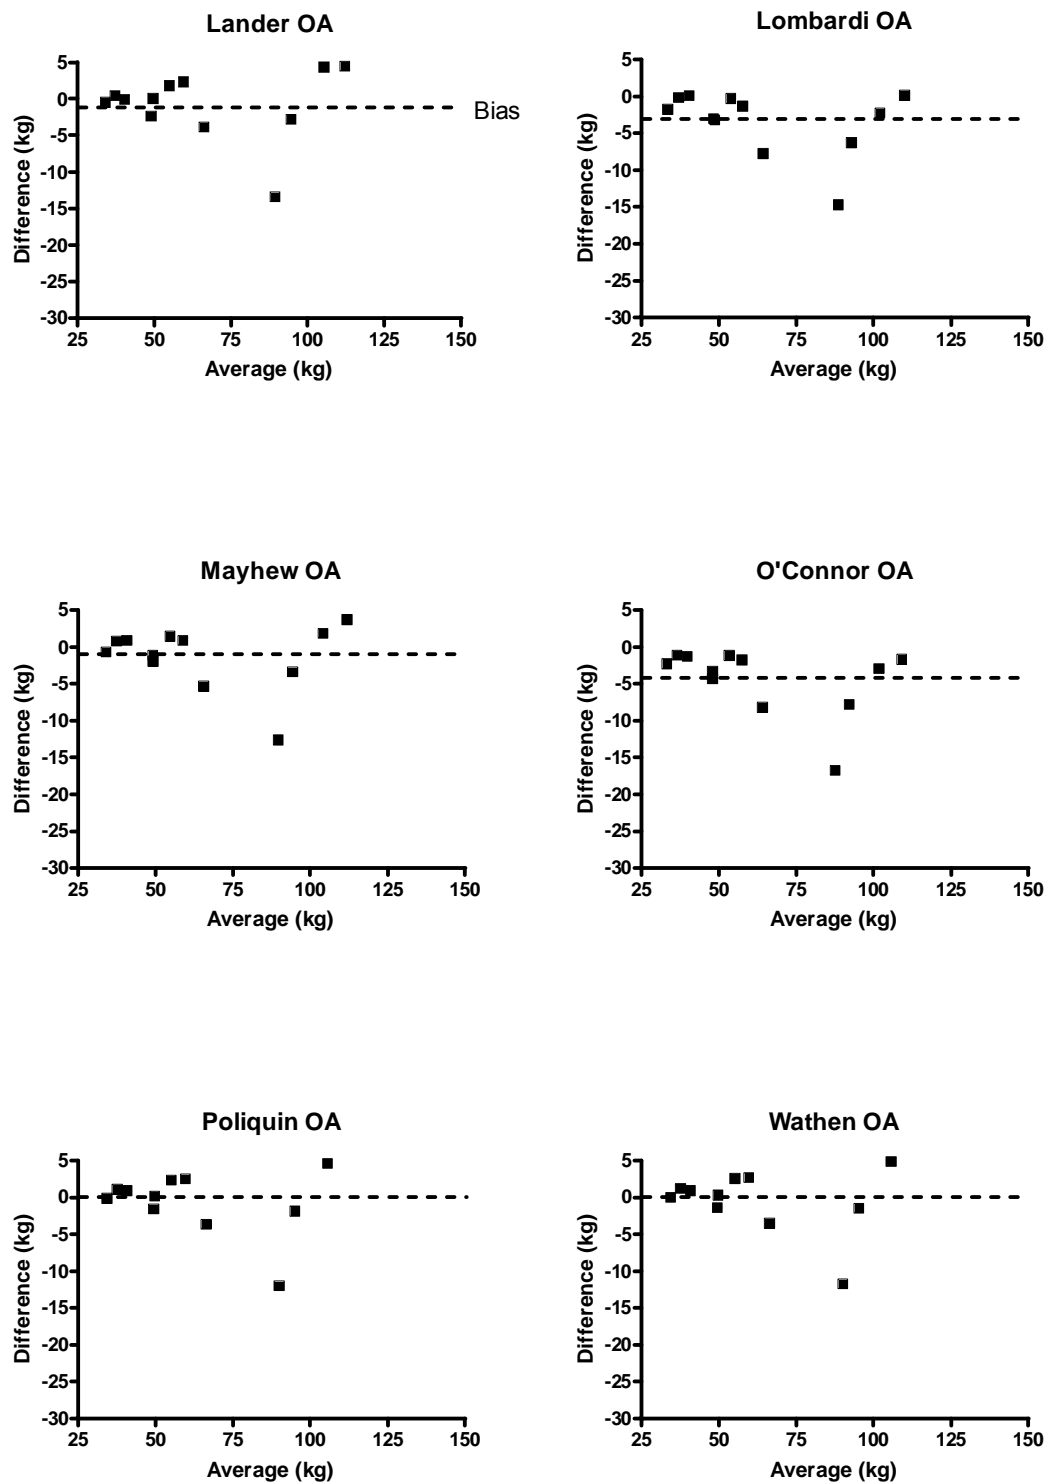 Lander OA
5
0
-5
-10
-15
-20
-25
-30
Difference (kg)
Bias
25 50 75 100 125 150
Average (kg)
Lombardi OA
5
0
-5
-10
-15
-20
-25
-30
Difference (kg)
25 50 75 100 125 150
Average (kg)
Mayhew OA
5
0
-5
-10
-15
-20
-25
-30
Difference (kg)
25 50 75 100 125 150
Average (kg)
O'Connor OA
5
0
-5
-10
-15
-20
-25
-30
Difference (kg)
25 50 75 100 125 150
Average (kg)
Poliquin OA
5
0
-5
-10
-15
-20
-25
-30
Difference (kg)
25 50 75 100 125 150
Average (kg)
Wathen OA
5
0
-5
-10
-15
-20
-25
-30
Difference (kg)
25 50 75 100 125 150
Average (kg)